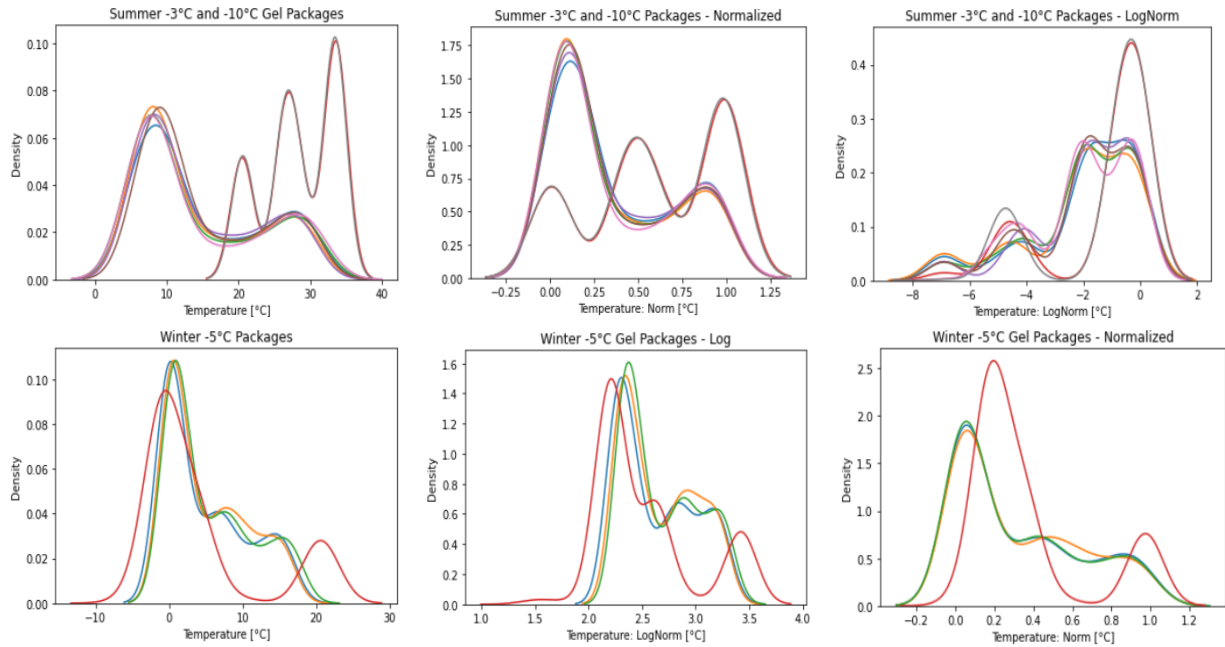 Summer -3°C and -10°C Gel Packages
Density
0.10
0.08
0.06
0.04
0.02
0.00
0 10 20 30 40
Temperature [°C]
Summer -3°C and -10°C Packages - Normalized
Density
1.75
1.50
1.25
1.00
0.75
0.50
0.25
0.00
−0.25 0.00 0.25 0.50 0.75 1.00 1.25
Temperature: Norm [°C]
Summer -3°C and -10°C Packages - LogNorm
Density
0.4
0.3
0.2
0.1
0.0
−8 −6 −4 −2 0 2
Temperature: LogNorm [°C]
Winter -5°C Packages
Density
0.10
0.08
0.06
0.04
0.02
0.00
−10 0 10 20 30
Temperature [°C]
Winter -5°C Gel Packages - Log
Density
1.6
1.4
1.2
1.0
0.8
0.6
0.4
0.2
0.0
1.0 1.5 2.0 2.5 3.0 3.5 4.0
Temperature: LogNorm [°C]
Winter -5°C Gel Packages - Normalized
Density
2.5
2.0
1.5
1.0
0.5
0.0
−0.2 0.0 0.2 0.4 0.6 0.8 1.0 1.2
Temperature: Norm [°C]